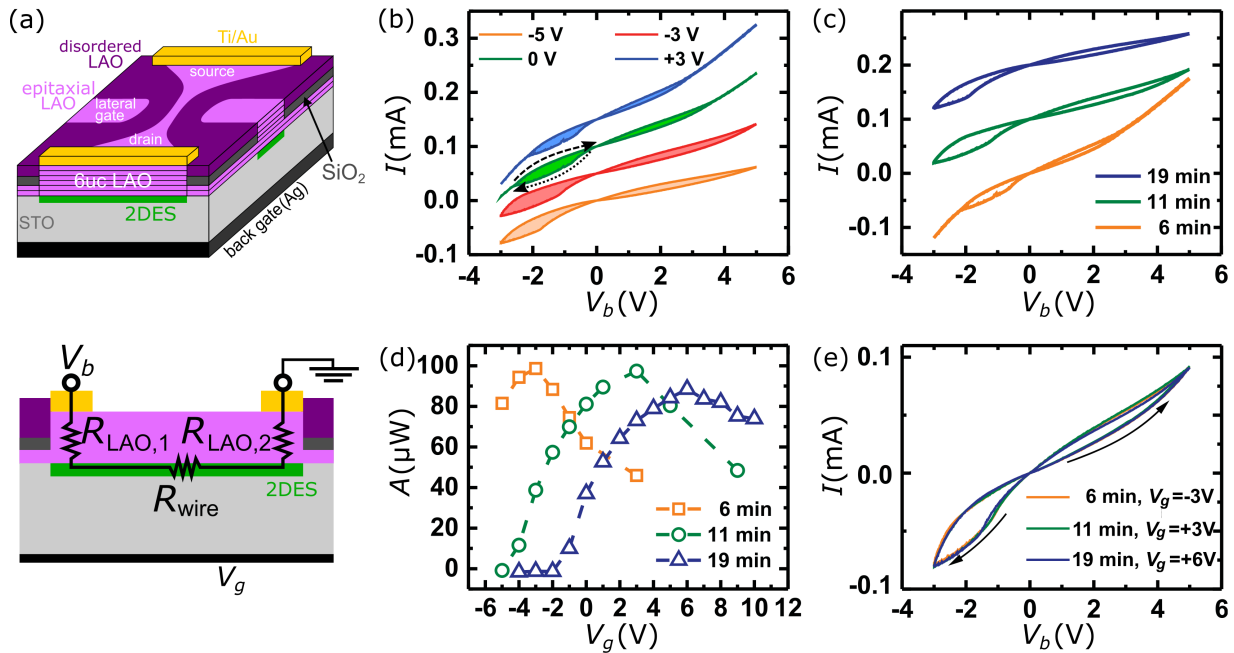 (a)
Ti/Au
disordered
LAO
source
epitaxial
LAO
lateral
gate
drain
6uc LAO
SiO2
2DES
STO
back gate (Ag)
Vb
RLAO,1
RLAO,2
2DES
Rwire
Vg
(b)
-5 V
-3 V
0 V
+3 V
0.3
0.2
0.1
0.0
-0.1
I (mA)
-4 -2 0 2 4 6
Vb (V)
(c)
0.2
0.1
0.0
-0.1
I (mA)
19 min
11 min
6 min
-4 -2 0 2 4 6
Vb (V)
(d)
100
80
60
40
20
0
A (µW)
6 min
11 min
19 min
-6 -4 -2 0 2 4 6 8 10 12
Vg (V)
(e)
0.1
0.0
-0.1
I (mA)
6 min, Vg=-3V
11 min, Vg=+3V
19 min, Vg=+6V
-4 -2 0 2 4 6
Vb (V)